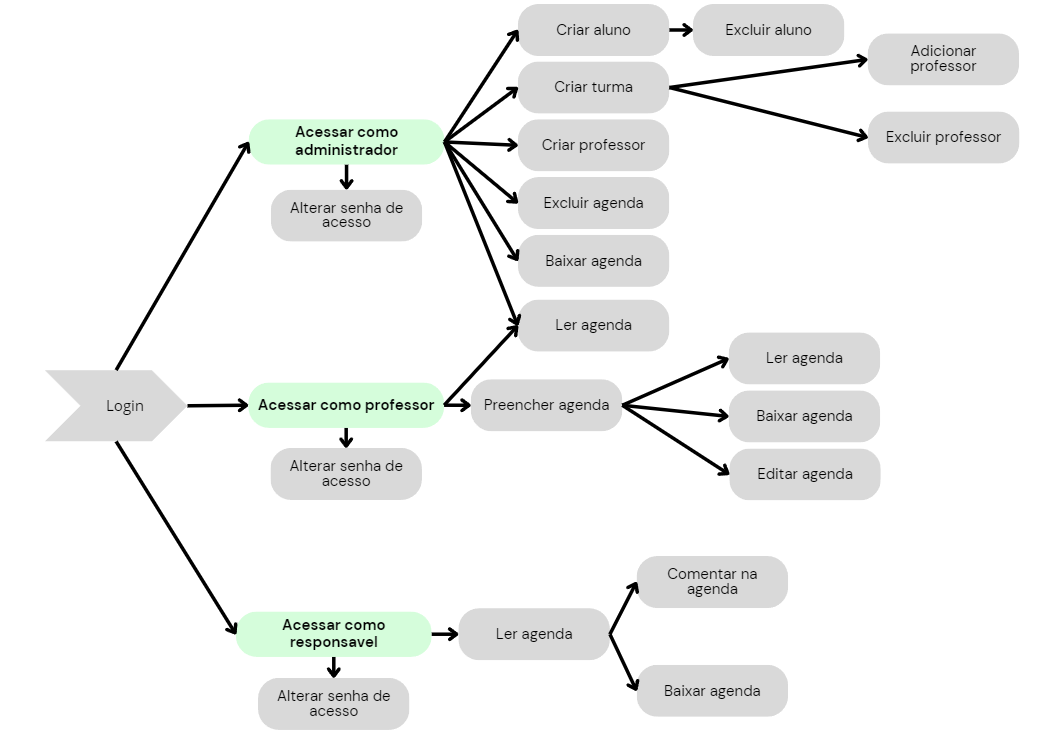 Criar aluno
Excluir aluno
Adicionar
professor
Criar turma
Acessar como
administrador
Criar professor
Excluir professor
Alterar senha de
acesso
Excluir agenda
Baixar agenda
Ler agenda
Ler agenda
Login
Acessar como professor
Preencher agenda
Baixar agenda
Alterar senha de
acesso
Editar agenda
Comentar na
agenda
Acessar como
responsavel
Ler agenda
Alterar senha de
acesso
Baixar agenda